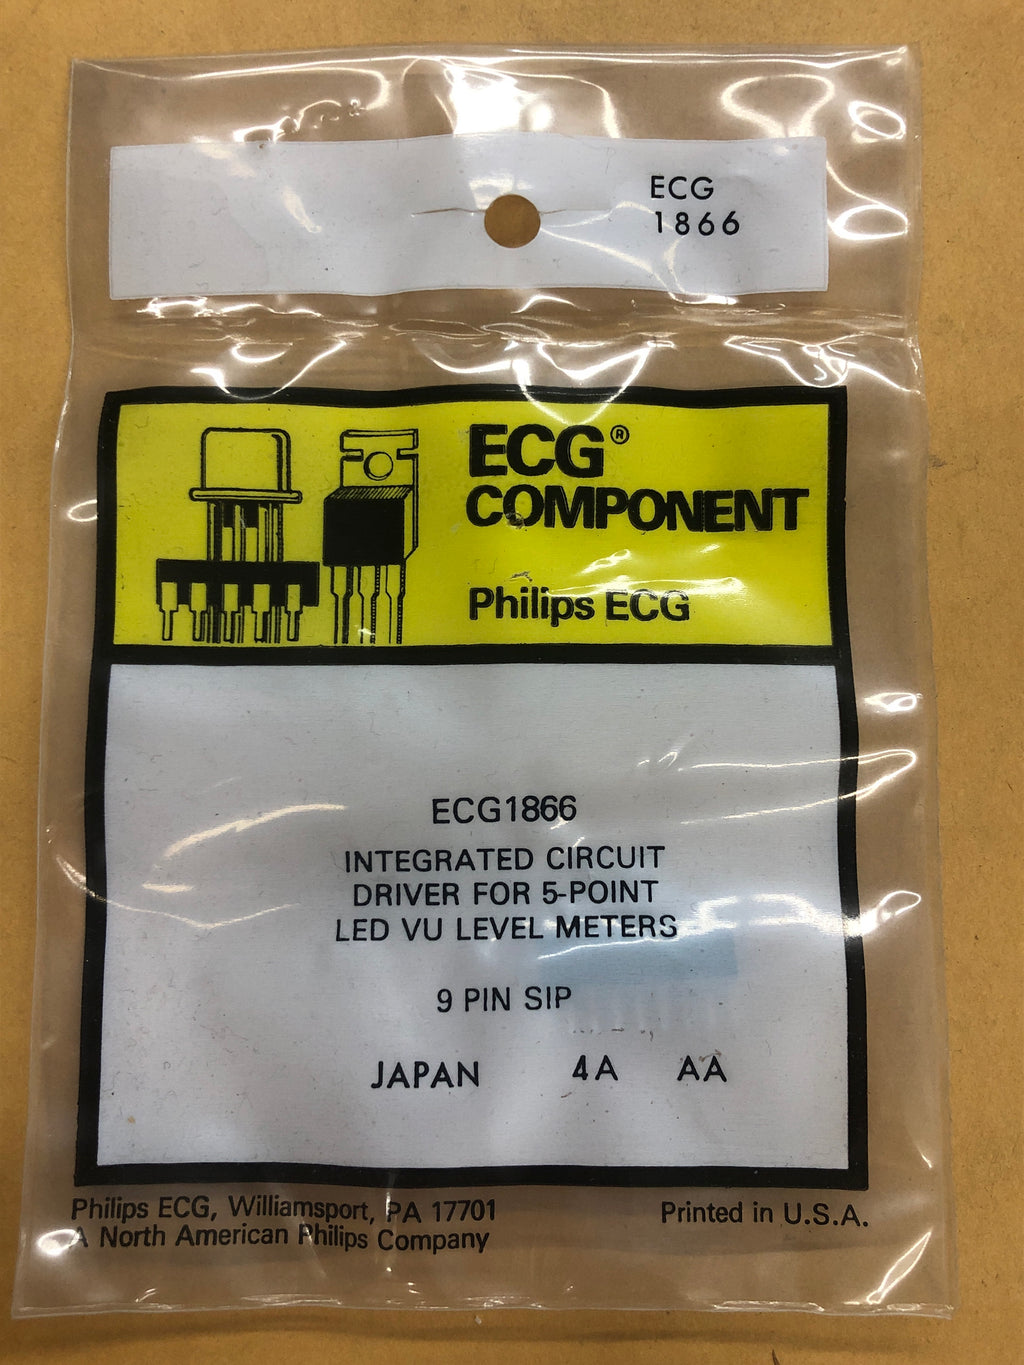 ECG
1866
ECG®
COMPONENT
Philips ECG
ECG1866
INTEGRATED CIRCUIT
DRIVER FOR 5-POINT
LED VU LEVEL METERS
9 PIN SIP
JAPAN 4A AA
Philips ECG, Williamsport, PA 17701
A North American Philips Company
Printed in U.S.A.